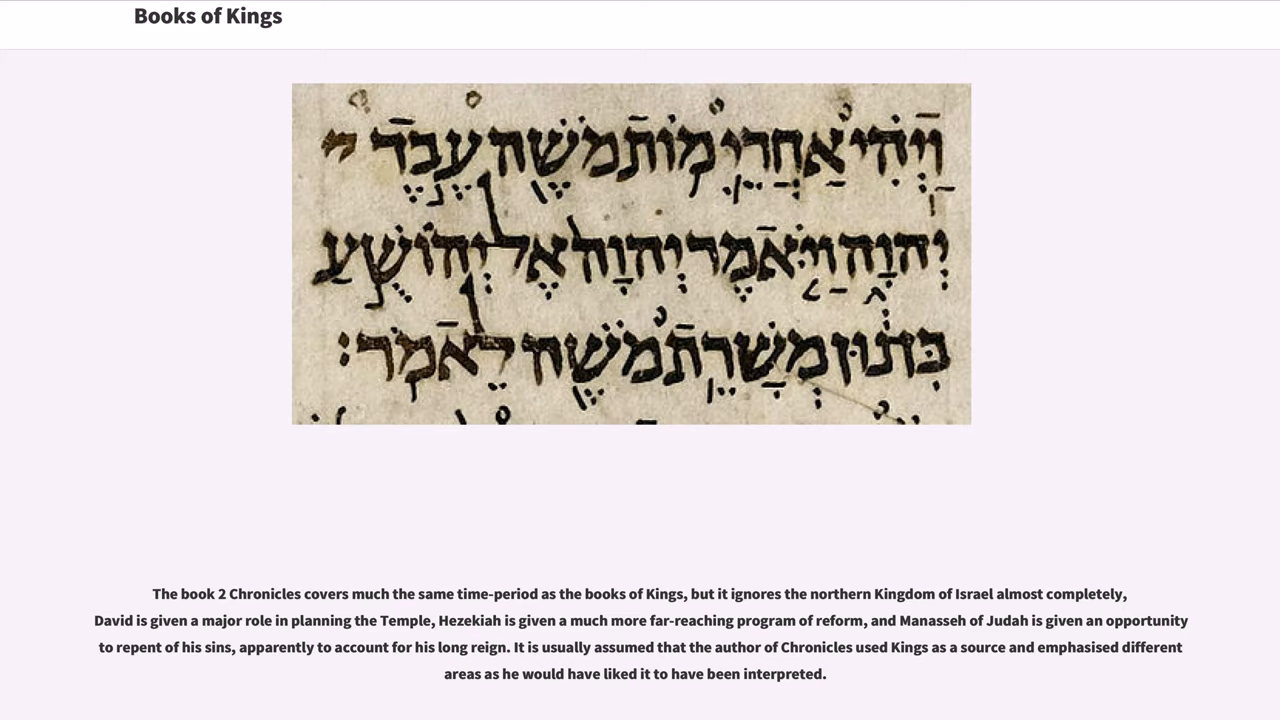 Books of Kings
וַיְהִי אַחֲרֵי מוֹת מֹשֶׁה עֶבֶד י
יְהוָה וַיֹּאמֶר יְהוָה אֶל יְהוֹשֻׁעַ
בִּן נוּן מְשָׁרֵת מֹשֶׁה לֵאמֹר׃
The book 2 Chronicles covers much the same time-period as the books of Kings, but it ignores the northern Kingdom of Israel almost completely,
David is given a major role in planning the Temple, Hezekiah is given a much more far-reaching program of reform, and Manasseh of Judah is given an opportunity
to repent of his sins, apparently to account for his long reign. It is usually assumed that the author of Chronicles used Kings as a source and emphasised different
areas as he would have liked it to have been interpreted.